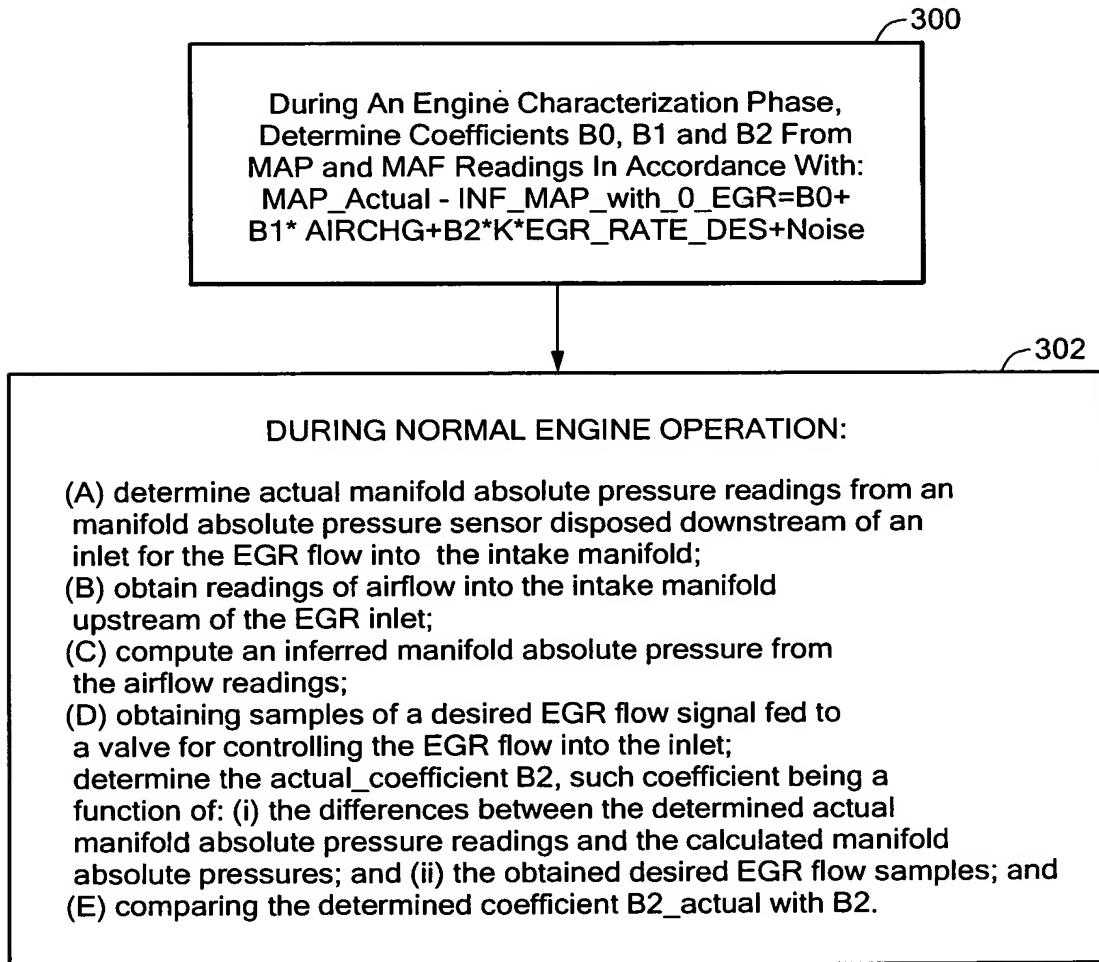 300
During An Engine Characterization Phase,
Determine Coefficients B0, B1 and B2 From
MAP and MAF Readings In Accordance With:
MAP_Actual - INF_MAP_with_0_EGR=B0+
B1* AIRCHG+B2*K*EGR_RATE_DES+Noise
302
DURING NORMAL ENGINE OPERATION:
(A) determine actual manifold absolute pressure readings from an
manifold absolute pressure sensor disposed downstream of an
inlet for the EGR flow into the intake manifold;
(B) obtain readings of airflow into the intake manifold
upstream of the EGR inlet;
(C) compute an inferred manifold absolute pressure from
the airflow readings;
(D) obtaining samples of a desired EGR flow signal fed to
a valve for controlling the EGR flow into the inlet;
determine the actual_coefficient B2, such coefficient being a
function of: (i) the differences between the determined actual
manifold absolute pressure readings and the calculated manifold
absolute pressures; and (ii) the obtained desired EGR flow samples; and
(E) comparing the determined coefficient B2_actual with B2.